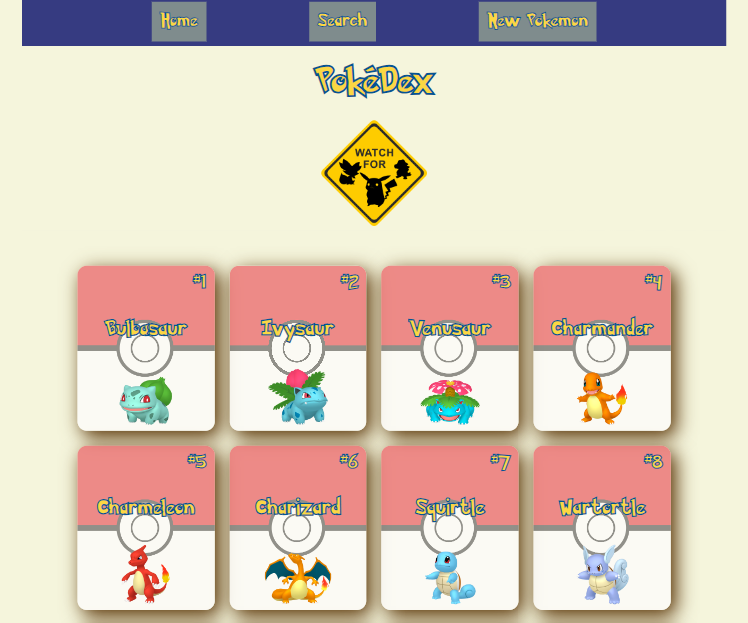 Home
Search
New Pokemon
PokéDex
WATCH
FOR
#1
Bulbasaur
#2
Ivysaur
#3
Venusaur
#4
Charmander
#5
Charmeleon
#6
Charizard
#7
Squirtle
#8
Wartortle